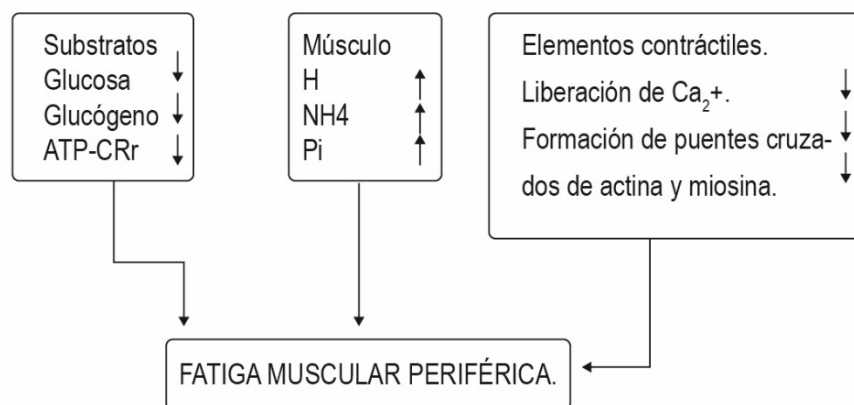 Substratos
Glucosa
Glucógeno
ATP-CRr
Músculo
H
NH4
Pi
Elementos contráctiles.
Liberación de Ca₂+.
Formación de puentes cruza-
dos de actina y miosina.
FATIGA MUSCULAR PERIFÉRICA.